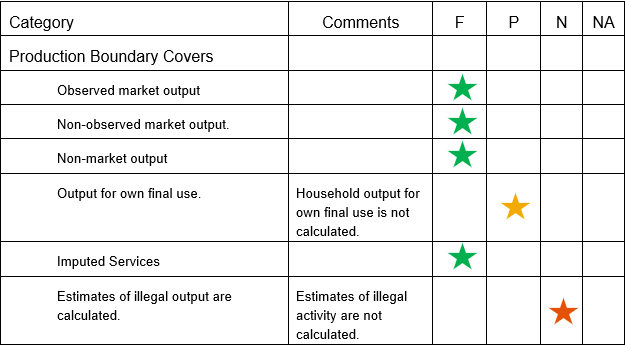 Category Comments F P N NA
Production Boundary Covers
Observed market output
Non-observed market output.
Non-market output
Output for own final use. Household output for
own final use is not
calculated.
Imputed Services
Estimates of illegal output are Estimates of illegal
calculated. activity are not
calculated.